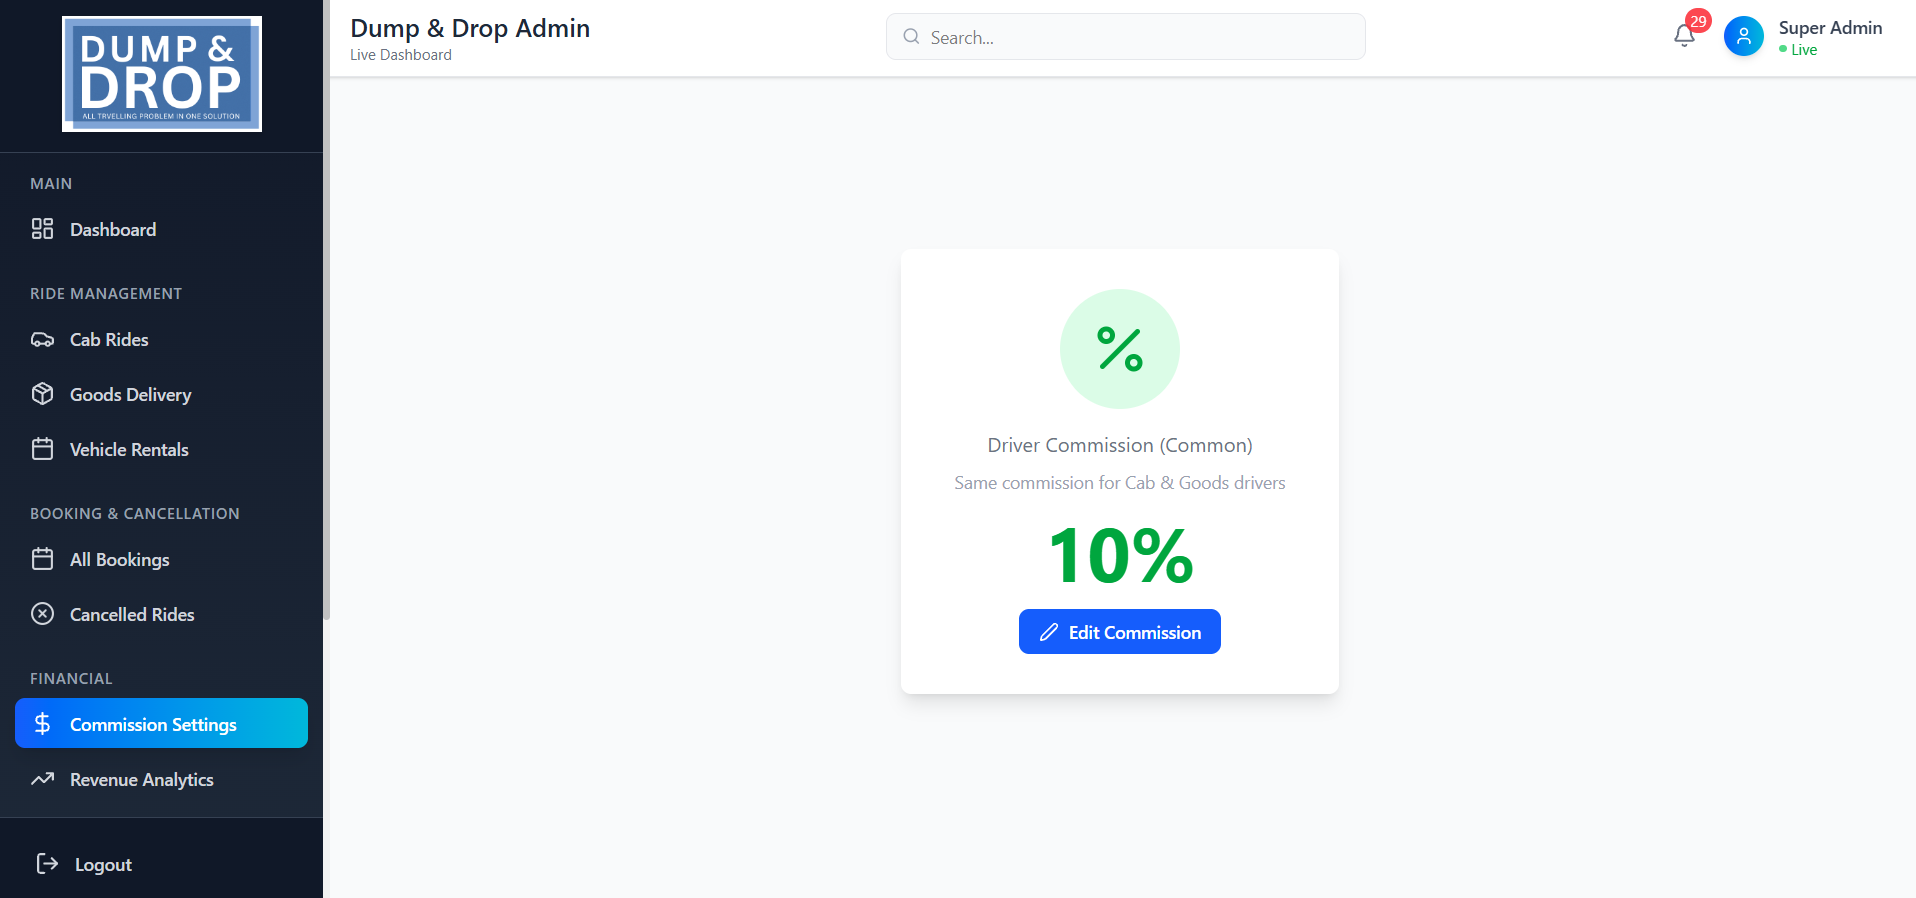 DUMP &
DROP
ALL TRVELLING PROBLEM IN ONE SOLUTION
MAIN
Dashboard
RIDE MANAGEMENT
Cab Rides
Goods Delivery
Vehicle Rentals
BOOKING & CANCELLATION
All Bookings
Cancelled Rides
FINANCIAL
Commission Settings
Revenue Analytics
Logout
Dump & Drop Admin
Live Dashboard
Search...
29
Super Admin
Live
%
Driver Commission (Common)
Same commission for Cab & Goods drivers
10%
Edit Commission